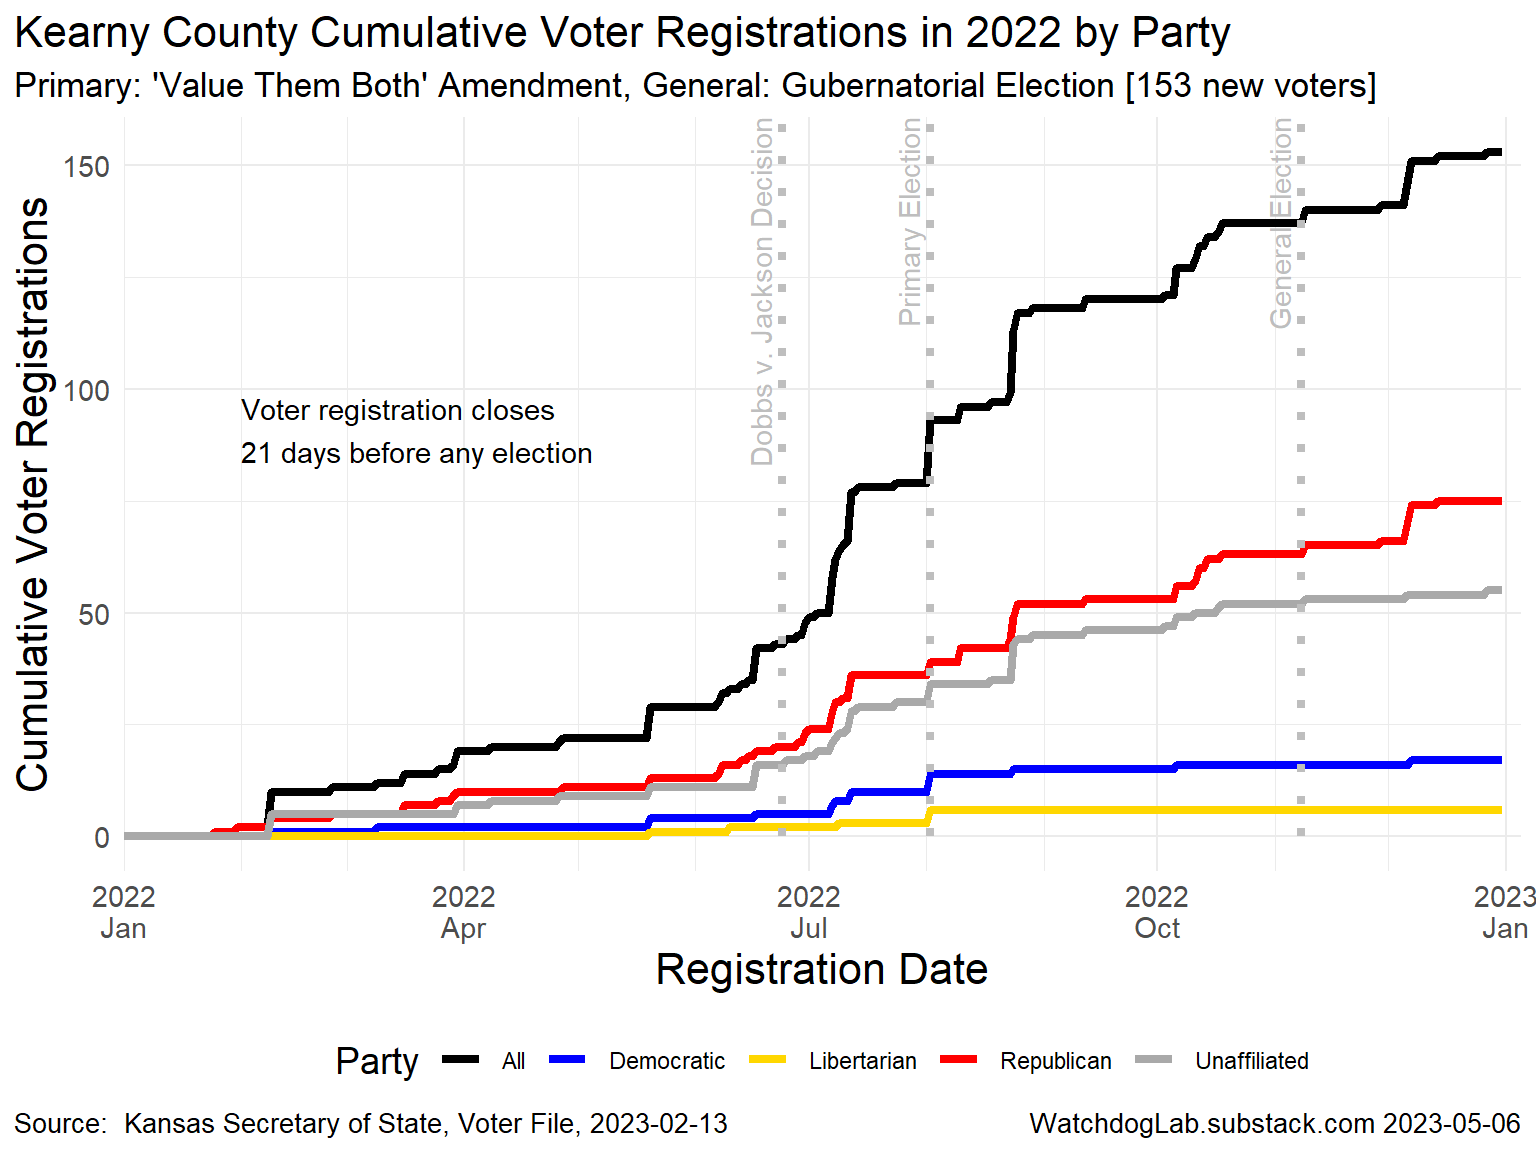 Kearny County Cumulative Voter Registrations in 2022 by Party
Primary: 'Value Them Both' Amendment, General: Gubernatorial Election [153 new voters]
Cumulative Voter Registrations
150
100
50
0
Dobbs v. Jackson Decision
Primary Election
General Election
Voter registration closes
21 days before any election
2022
Jan
2022
Apr
2022
Jul
2022
Oct
2023
Jan
Registration Date
Party
All
Democratic
Libertarian
Republican
Unaffiliated
Source:  Kansas Secretary of State, Voter File, 2023-02-13
WatchdogLab.substack.com 2023-05-06